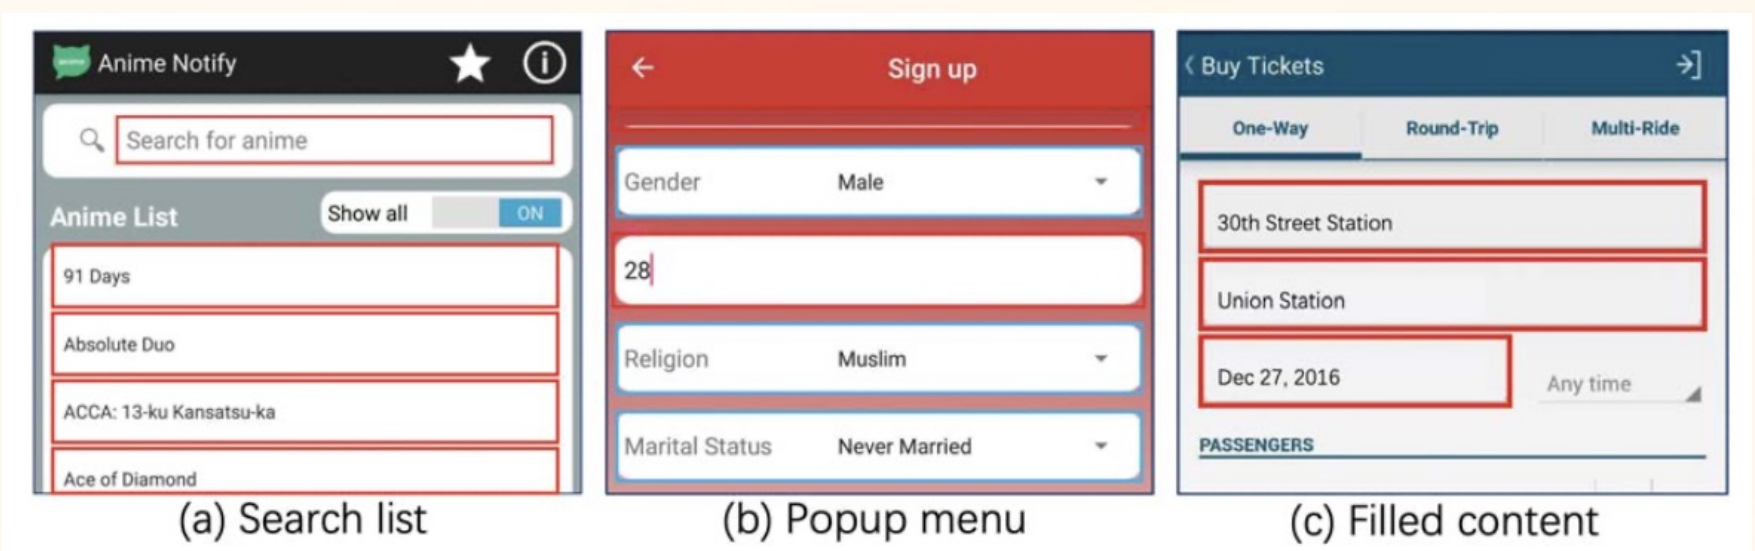 Anime Notify
Search for anime
Anime List
Show all ON
91 Days
Absolute Duo
ACCA: 13-ku Kansatsu-ka
Ace of Diamond
(a) Search list
Sign up
Gender Male
28
Religion Muslim
Marital Status Never Married
(b) Popup menu
Buy Tickets
One-Way Round-Trip Multi-Ride
30th Street Station
Union Station
Dec 27, 2016 Any time
PASSENGERS
(c) Filled content